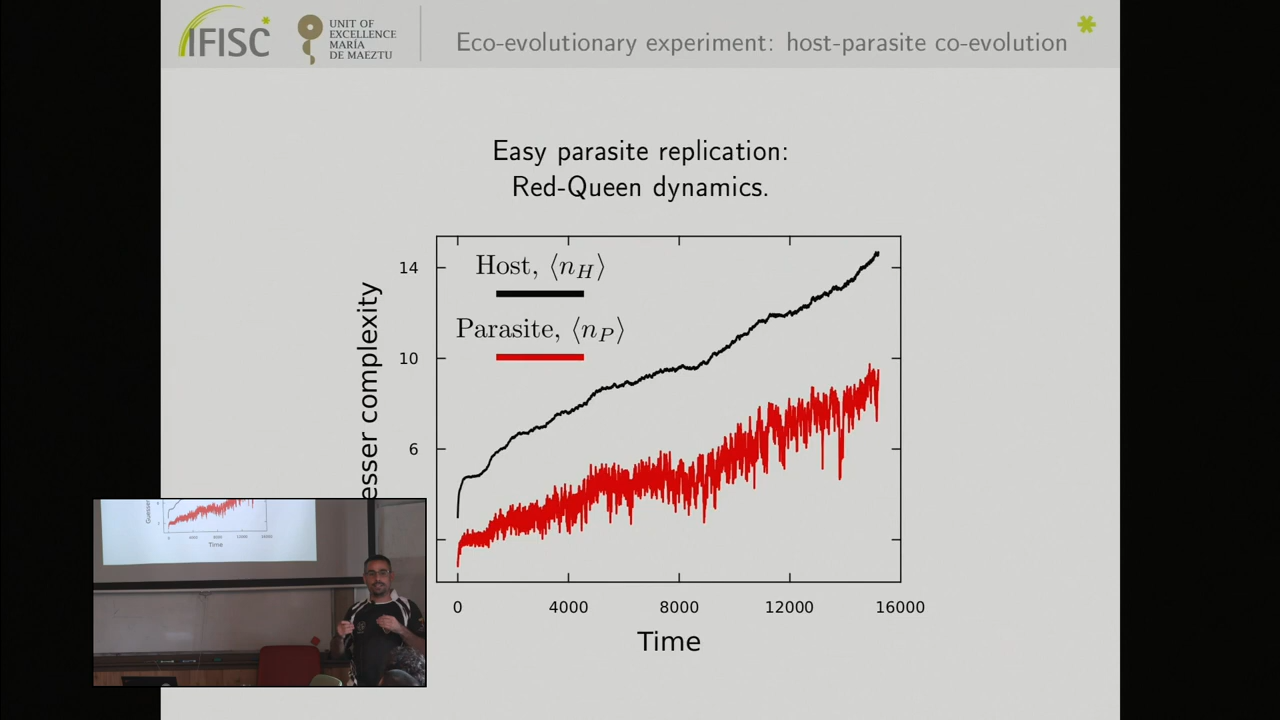 IFISC
UNIT OF
EXCELLENCE
MARÍA
DE MAEZTU
Eco-evolutionary experiment: host-parasite co-evolution
Easy parasite replication:
Red-Queen dynamics.
Host, ⟨n_H⟩
Parasite, ⟨n_P⟩
14
10
6
esser complexity
0 4000 8000 12000 16000
Time
Time